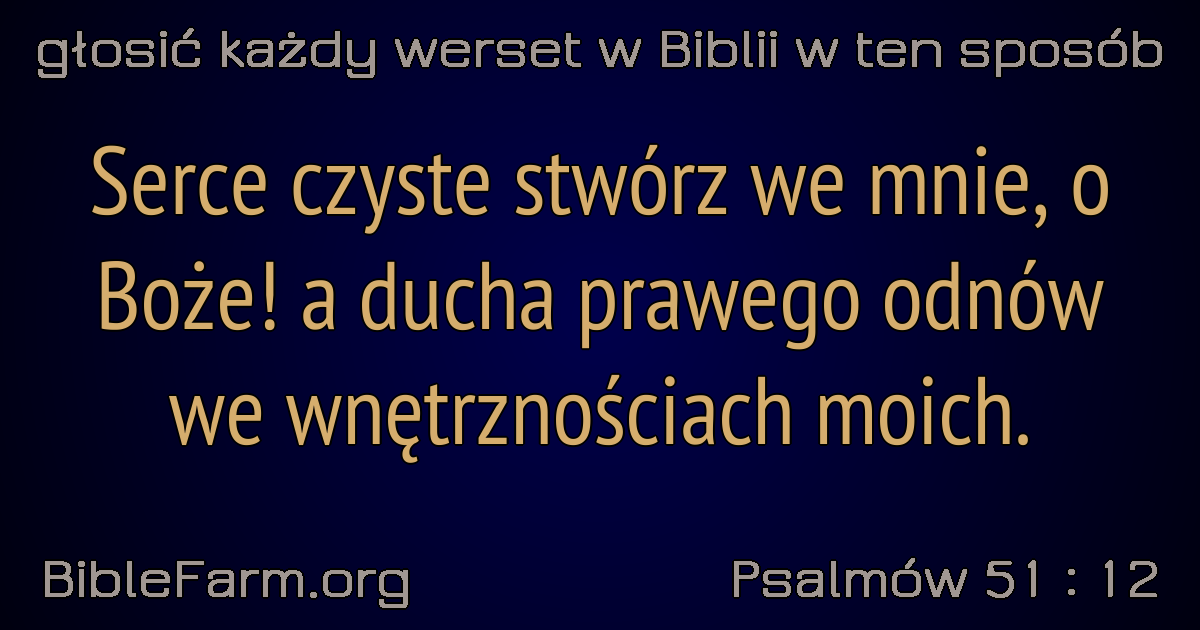 głosić każdy werset w Biblii w ten sposób
Serce czyste stwórz we mnie, o
Boże! a ducha prawego odnów
we wnętrznościach moich.
BibleFarm.org
Psalmów 51 : 12